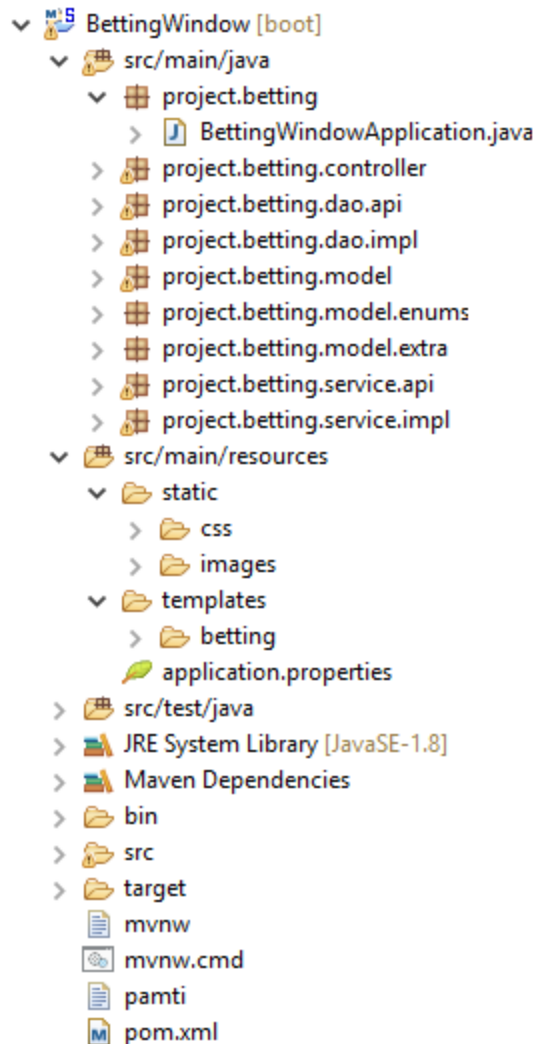 BettingWindow [boot]
src/main/java
project.betting
BettingWindowApplication.java
project.betting.controller
project.betting.dao.api
project.betting.dao.impl
project.betting.model
project.betting.model.enums
project.betting.model.extra
project.betting.service.api
project.betting.service.impl
src/main/resources
static
css
images
templates
betting
application.properties
src/test/java
JRE System Library [JavaSE-1.8]
Maven Dependencies
bin
src
target
mvnw
mvnw.cmd
pamti
pom.xml